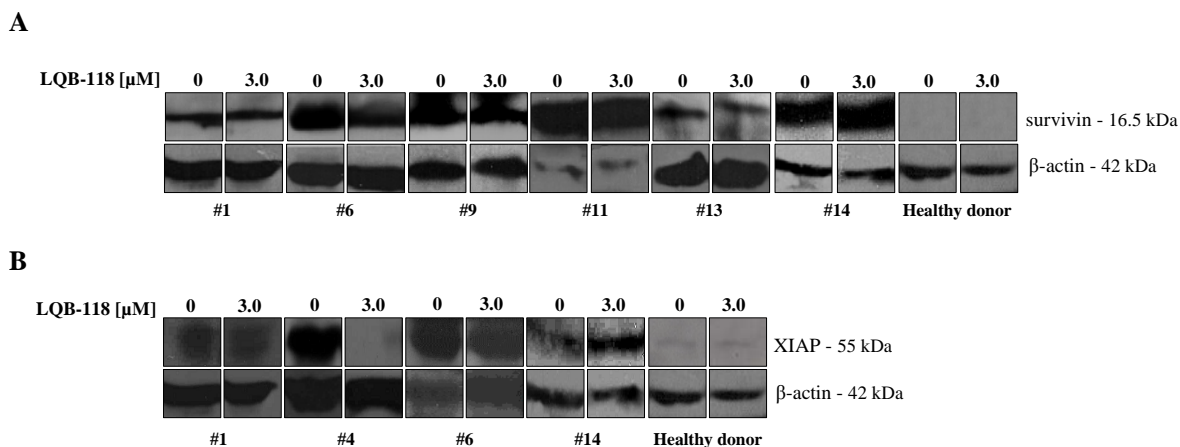 A
LQB-118 [µM] 0 3.0 0 3.0 0 3.0 0 3.0 0 3.0 0 3.0 0 3.0
survivin - 16.5 kDa
β-actin - 42 kDa
#1 #6 #9 #11 #13 #14 Healthy donor
B
LQB-118 [µM] 0 3.0 0 3.0 0 3.0 0 3.0 0 3.0
XIAP - 55 kDa
β-actin - 42 kDa
#1 #4 #6 #14 Healthy donor